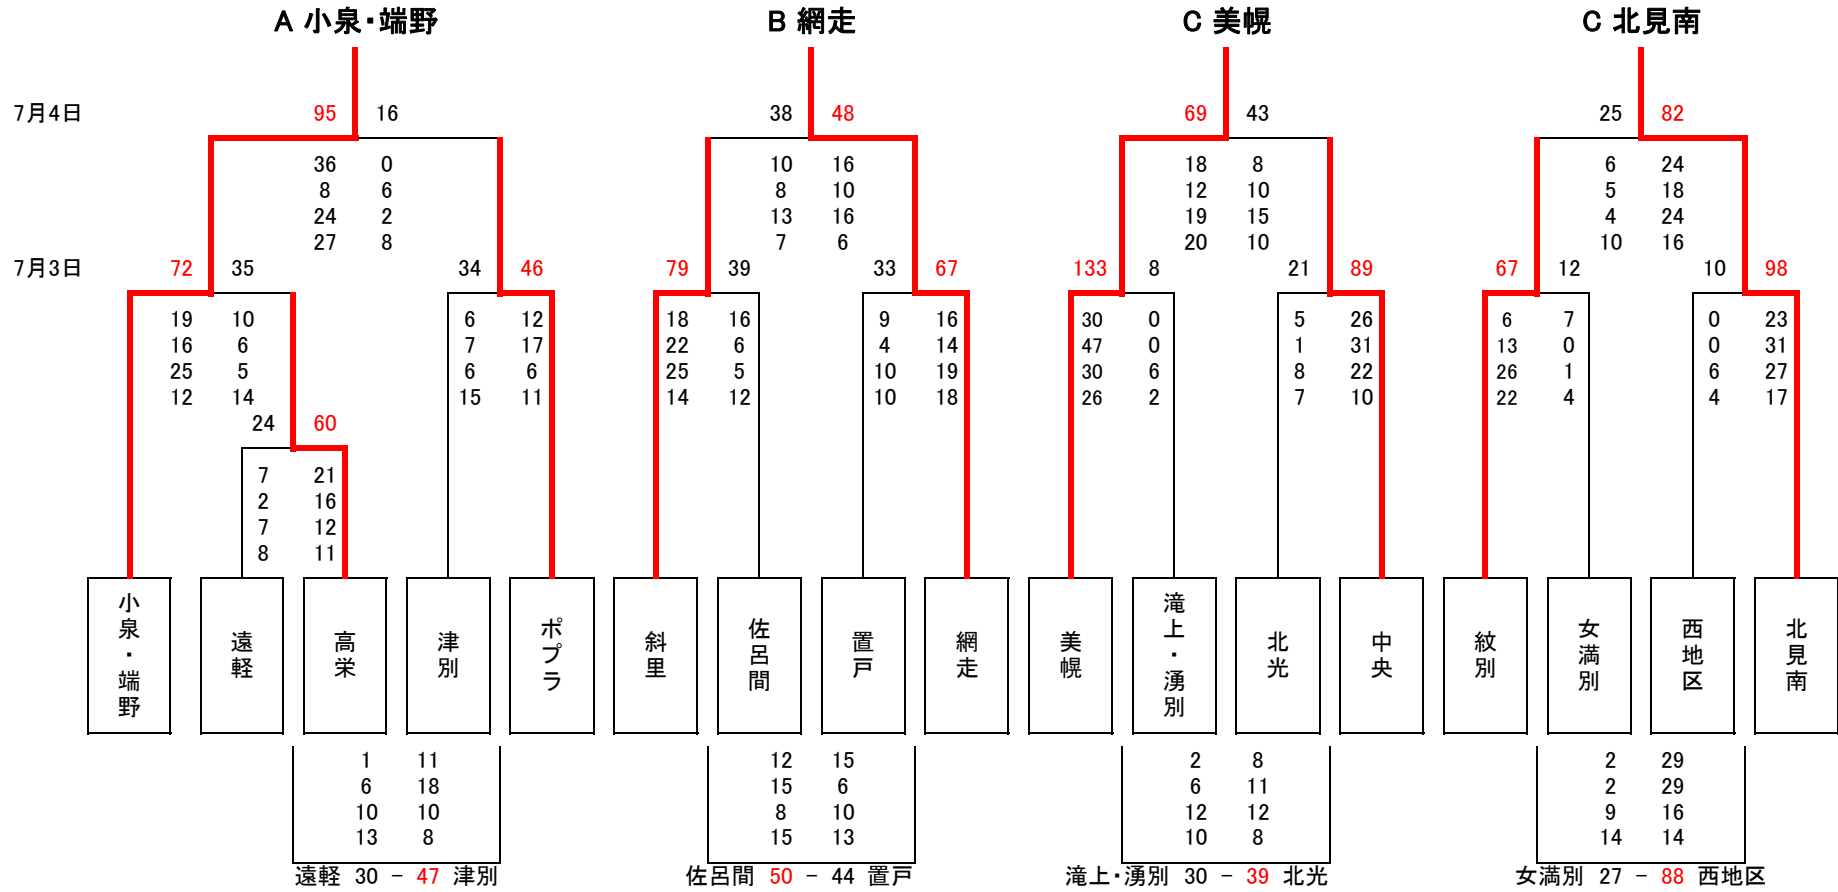 A 小泉・端野 B 網走 C 美幌 C 北見南
7月4日 95 16 38 48 69 43 25 82
36 0 10 16 18 8 6 24
8 6 8 10 12 10 5 18
24 2 13 16 19 15 4 24
27 8 7 6 20 10 10 16
7月3日 72 35 34 46 79 39 33 67 133 8 21 89 67 12 10 98
19 10 6 12 18 16 9 16 30 0 5 26 6 7 0 23
16 6 7 17 22 6 4 14 47 0 1 31 13 0 0 31
25 5 6 6 25 5 10 19 30 6 8 22 26 1 6 27
12 14 15 11 14 12 10 18 26 2 7 10 22 4 4 17
24 60
7 21
2 16
7 12
8 11
小泉・端野
遠軽
高栄
津別
ポプラ
斜里
佐呂間
置戸
網走
美幌
滝上・湧別
北光
中央
紋別
女満別
西地区
北見南
1 11 12 15 2 8 2 29
6 18 15 6 6 11 2 29
10 10 8 10 12 12 9 16
13 8 15 13 10 8 14 14
遠軽 30 - 47 津別 佐呂間 50 - 44 置戸 滝上・湧別 30 - 39 北光 女満別 27 - 88 西地区